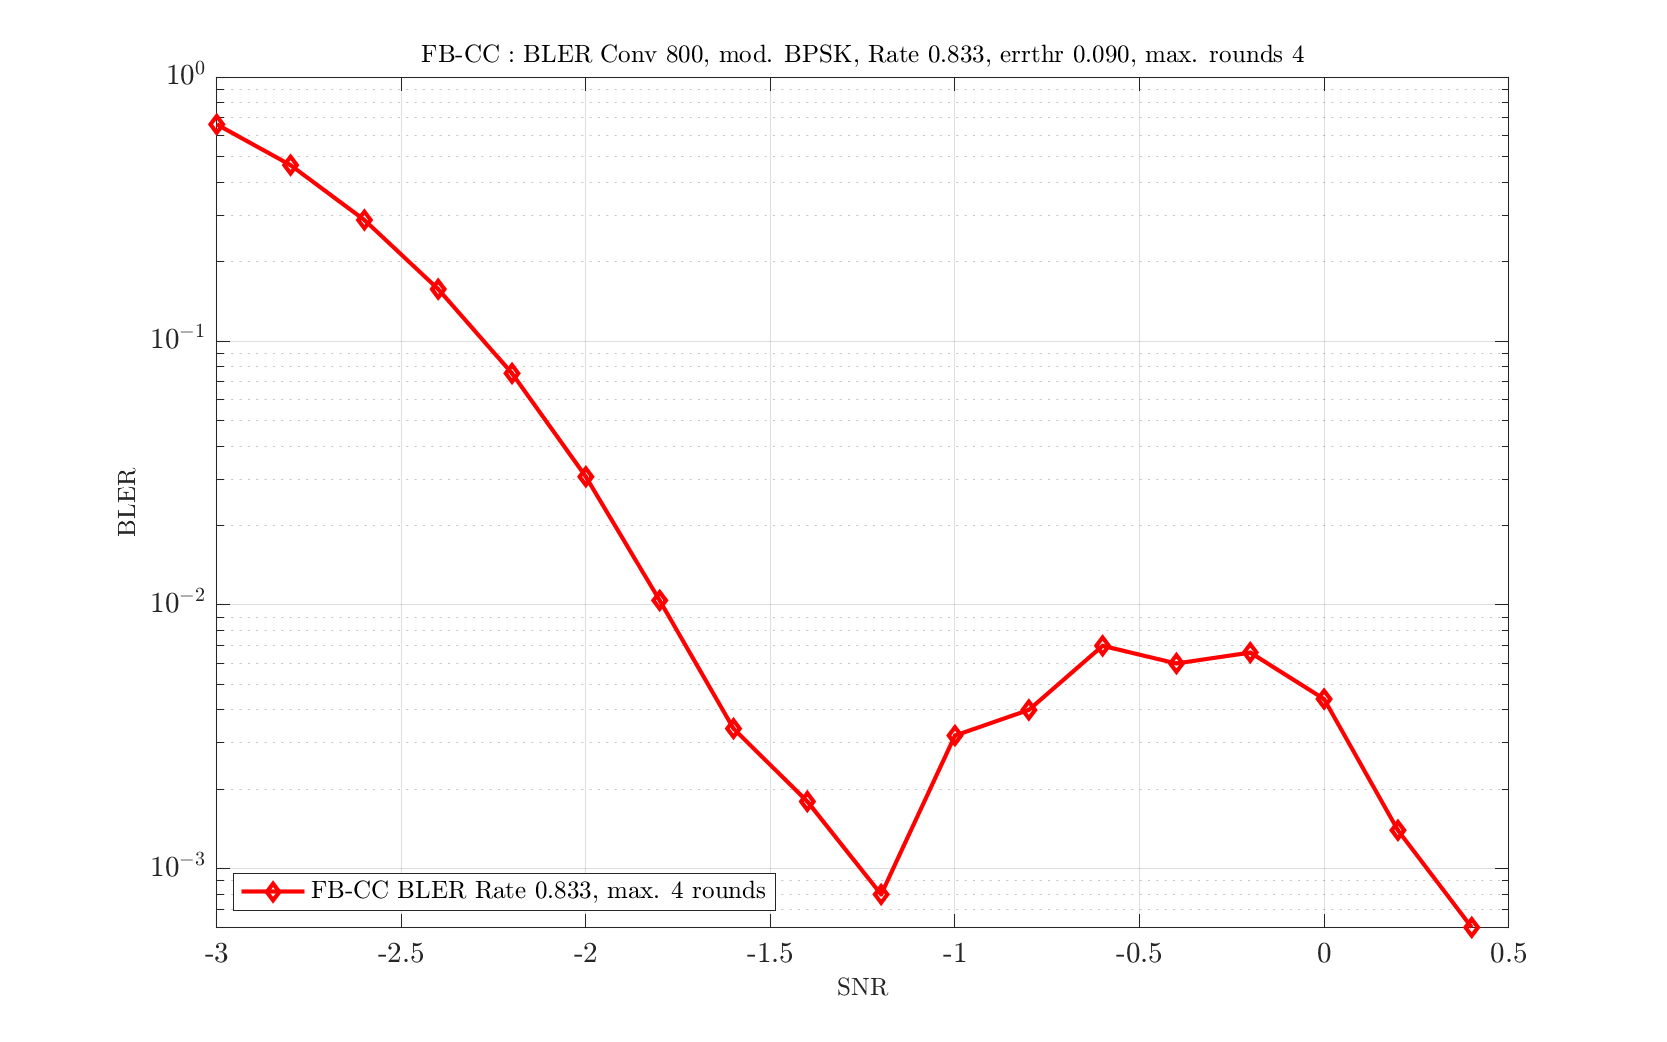 FB-CC : BLER Conv 800, mod. BPSK, Rate 0.833, errthr 0.090, max. rounds 4
10^0
10^-1
10^-2
10^-3
BLER
FB-CC BLER Rate 0.833, max. 4 rounds
-3 -2.5 -2 -1.5 -1 -0.5 0 0.5
SNR